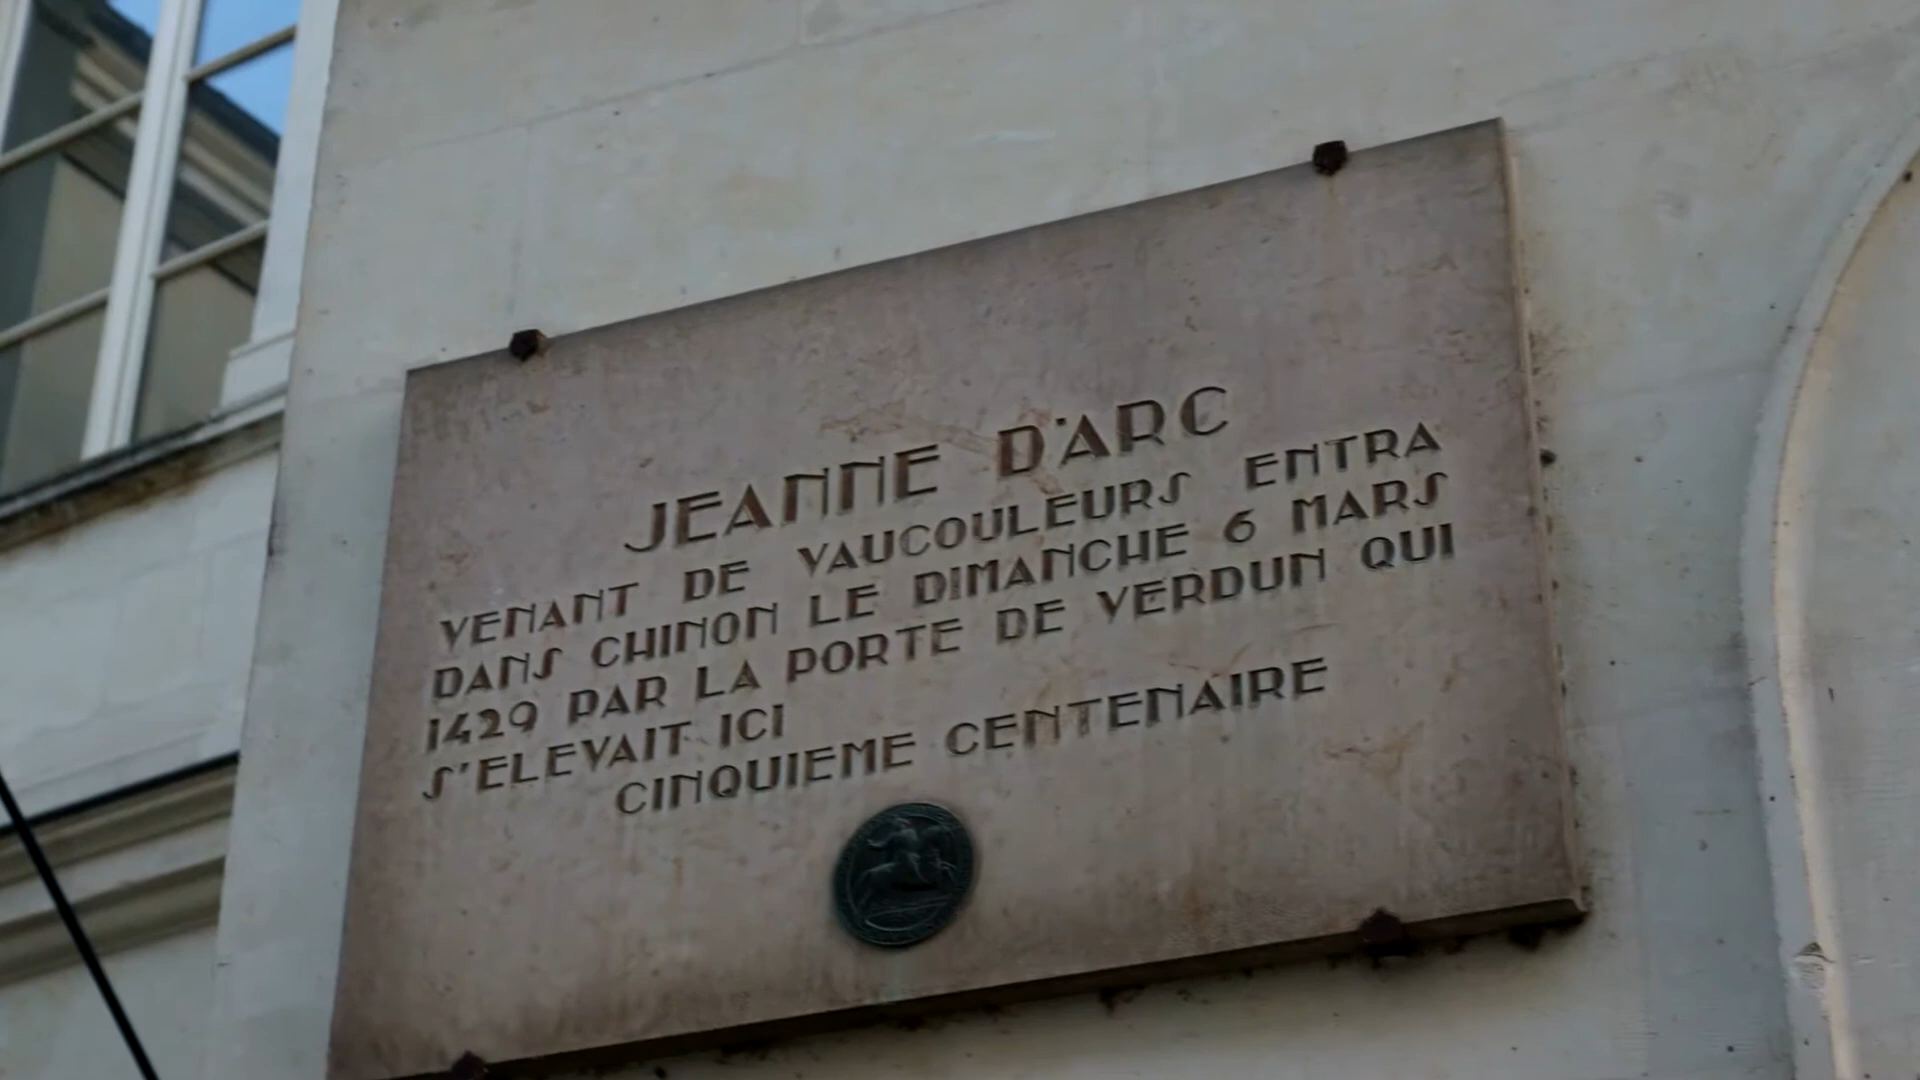 JEANNE D'ARC
VENANT DE VAUCOULEURS ENTRA
DANS CHINON LE DIMANCHE 6 MARS
1429 PAR LA PORTE DE VERDUN QUI
S'ELEVAIT ICI
CINQUIEME CENTENAIRE